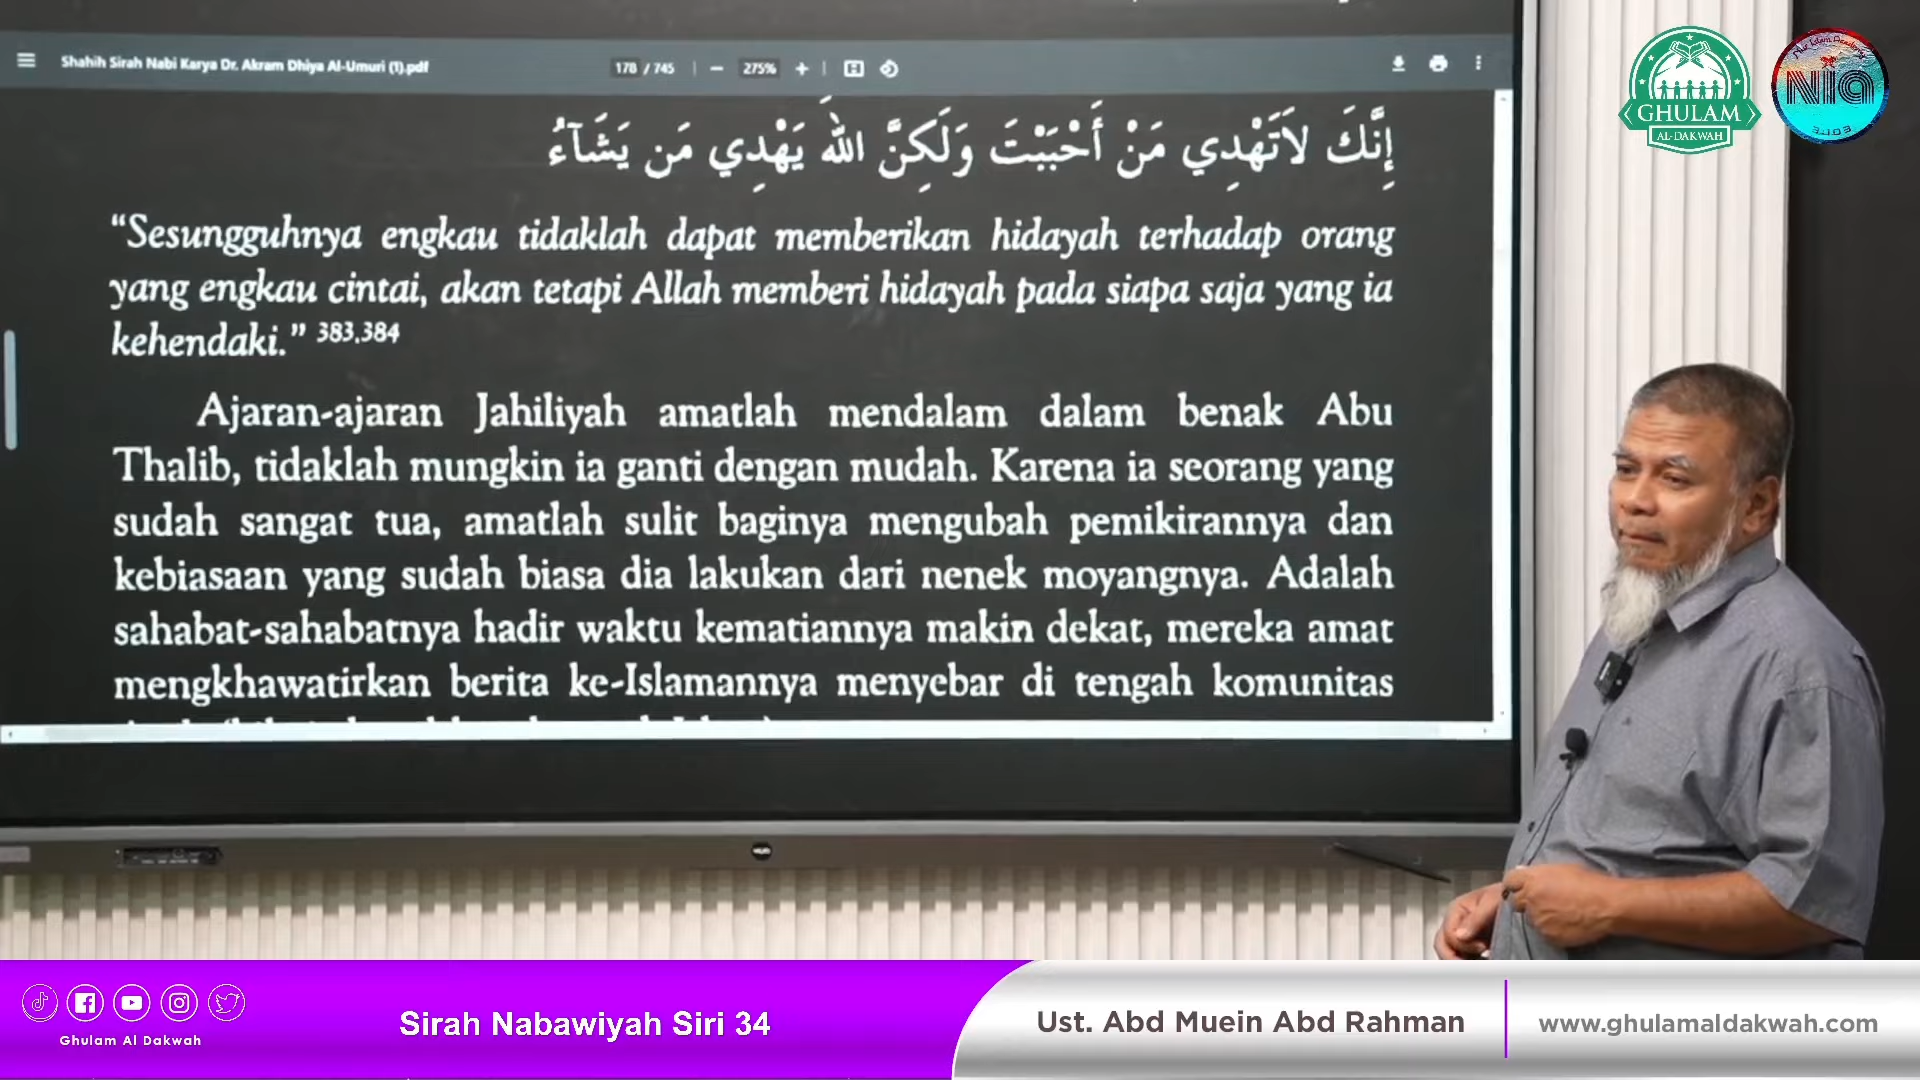 Shahih Sirah Nabi Karya Dr. Akram Dhiya Al-Umuri (1).pdf
178 / 745
275%
إِنَّكَ لاَتَهْدِي مَنْ أَحْبَبْتَ وَلَكِنَّ اللهَ يَهْدِي مَن يَشَآءُ
“Sesungguhnya engkau tidaklah dapat memberikan hidayah terhadap orang
yang engkau cintai, akan tetapi Allah memberi hidayah pada siapa saja yang ia
kehendaki.” 383,384
Ajaran-ajaran Jahiliyah amatlah mendalam dalam benak Abu
Thalib, tidaklah mungkin ia ganti dengan mudah. Karena ia seorang yang
sudah sangat tua, amatlah sulit baginya mengubah pemikirannya dan
kebiasaan yang sudah biasa dia lakukan dari nenek moyangnya. Adalah
sahabat-sahabatnya hadir waktu kematiannya makin dekat, mereka amat
mengkhawatirkan berita ke-Islamannya menyebar di tengah komunitas
GHULAM
AL-DAKWAH
NIA
Ghulam Al Dakwah
Sirah Nabawiyah Siri 34
Ust. Abd Muein Abd Rahman
www.ghulamaldakwah.com